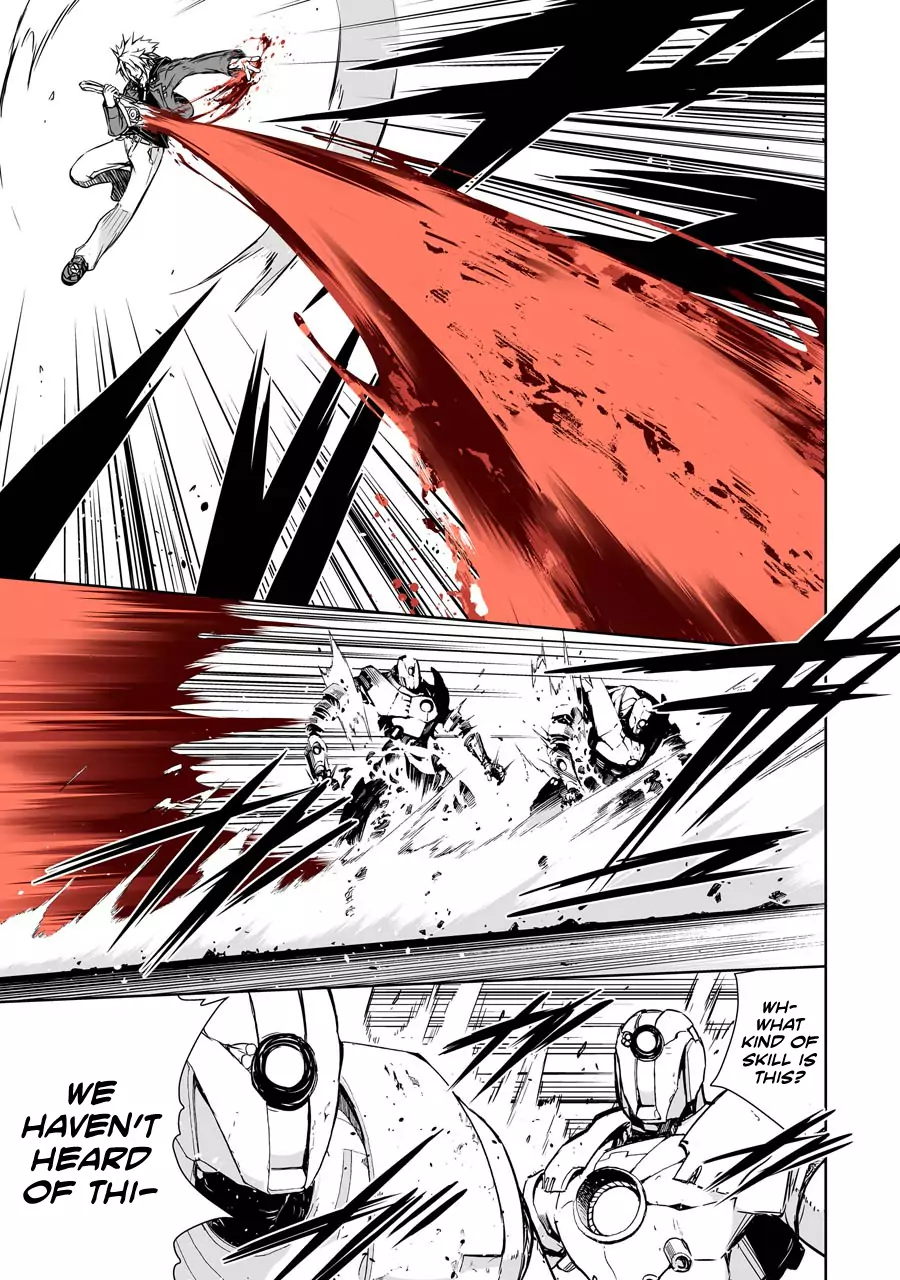 WH-
WHAT
KIND OF
SKILL IS
THIS?
WE
HAVEN'T
HEARD
OF THI-